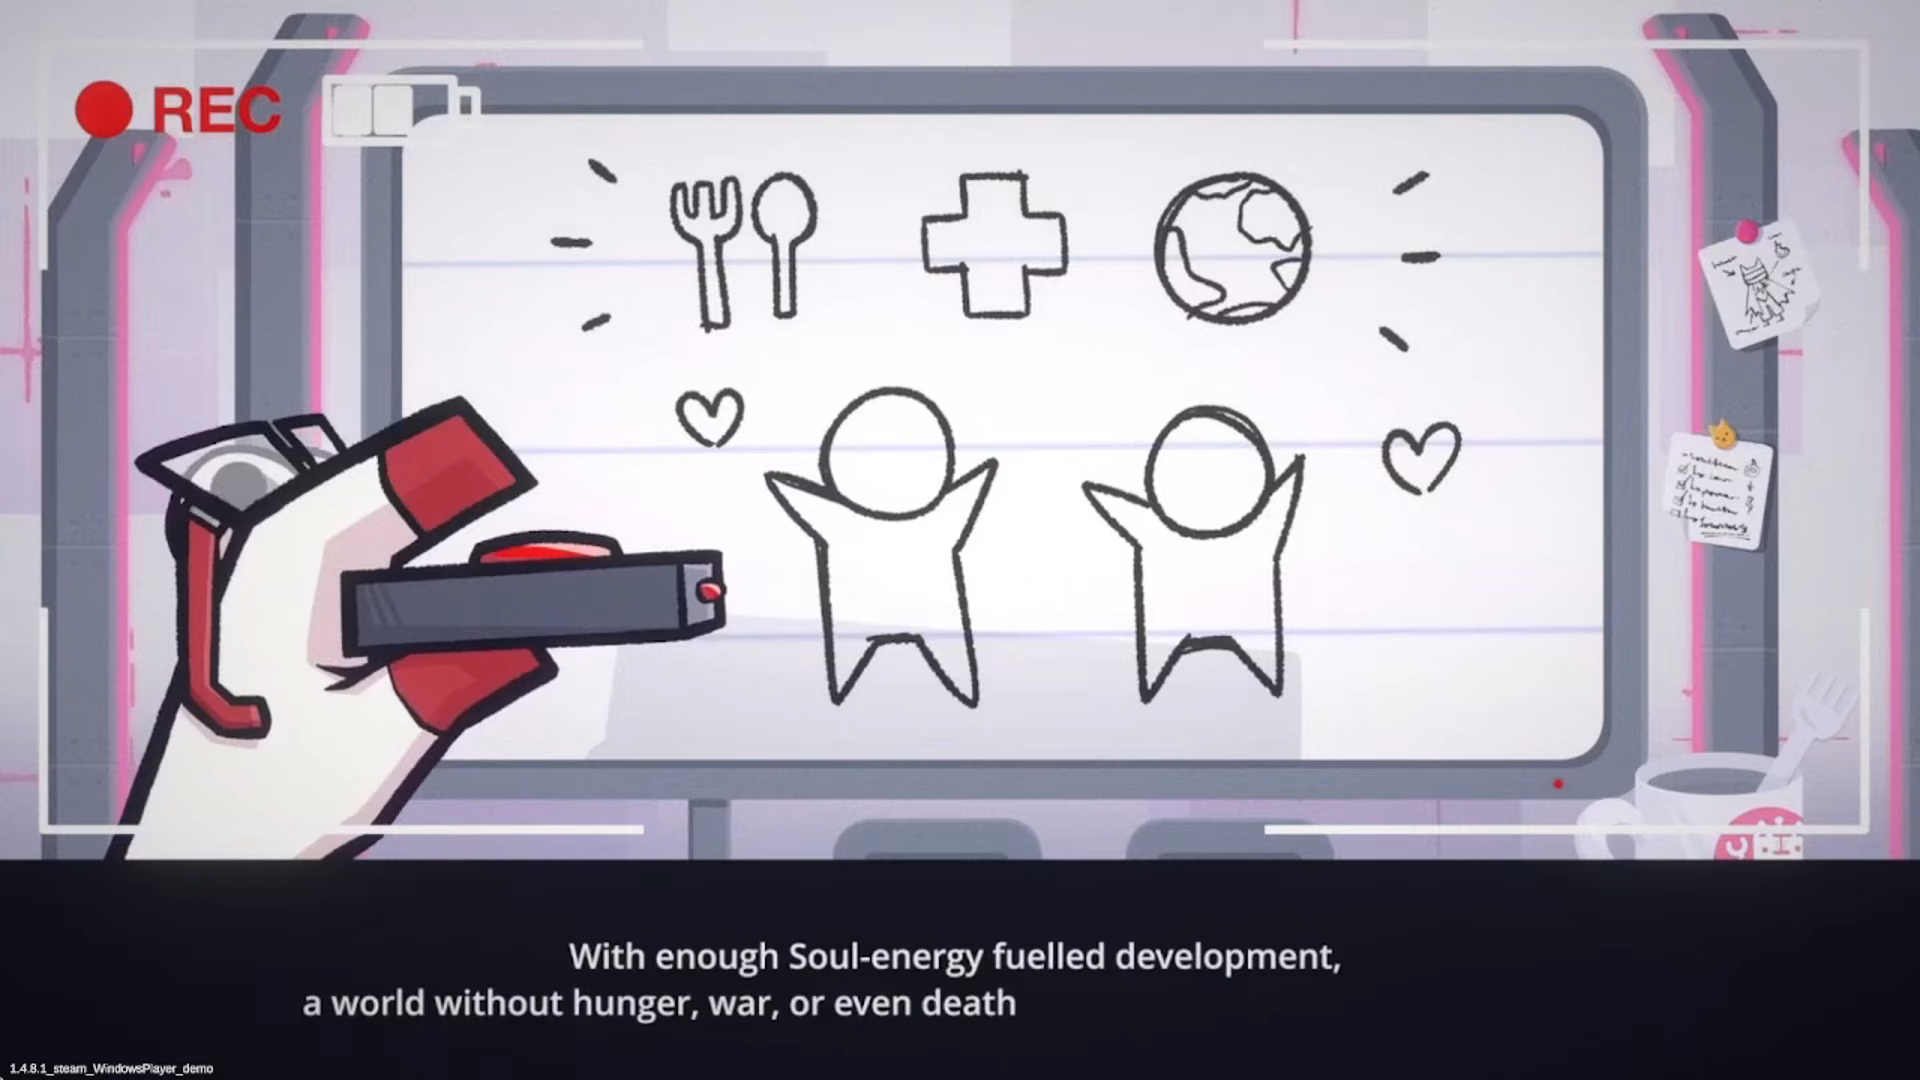 REC
With enough Soul-energy fuelled development,
a world without hunger, war, or even death
1.4.8.1_steam_WindowsPlayer_demo